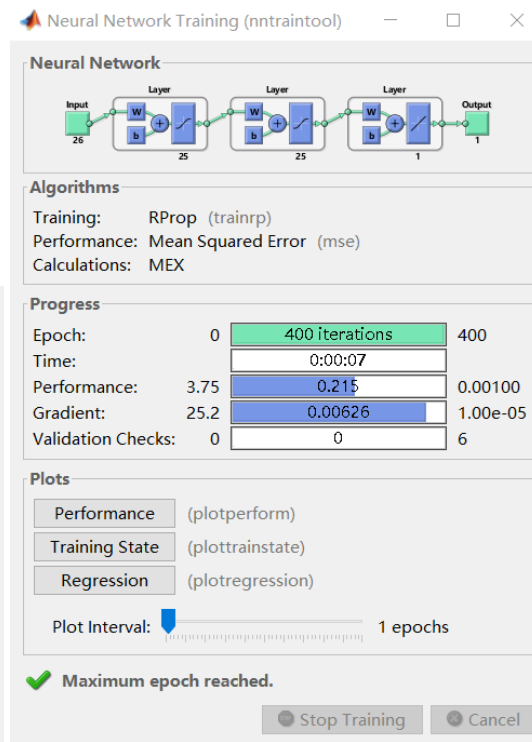 Neural Network Training (nntraintool)
Neural Network
Layer Layer Layer
Input Output
W W W
b b b
26 25 25 1 1
Algorithms
Training: RProp (trainrp)
Performance: Mean Squared Error (mse)
Calculations: MEX
Progress
Epoch: 0 400 iterations 400
Time: 0:00:07
Performance: 3.75 0.215 0.00100
Gradient: 25.2 0.00626 1.00e-05
Validation Checks: 0 0 6
Plots
Performance (plotperform)
Training State (plottrainstate)
Regression (plotregression)
Plot Interval: 1 epochs
Maximum epoch reached.
Stop Training Cancel